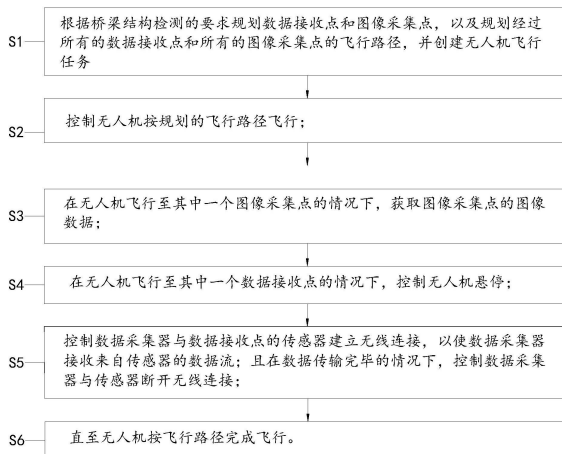 S1
根据桥梁结构检测的要求规划数据接收点和图像采集点，以及规划经过
所有的数据接收点和所有的图像采集点的飞行路径，并创建无人机飞行
任务
S2
控制无人机按规划的飞行路径飞行；
S3
在无人机飞行至其中一个图像采集点的情况下，获取图像采集点的图像
数据；
S4
在无人机飞行至其中一个数据接收点的情况下，控制无人机悬停；
S5
控制数据采集器与数据接收点的传感器建立无线连接，以使数据采集器
接收来自传感器的数据流；且在数据传输完毕的情况下，控制数据采集
器与传感器断开无线连接；
S6
直至无人机按飞行路径完成飞行。